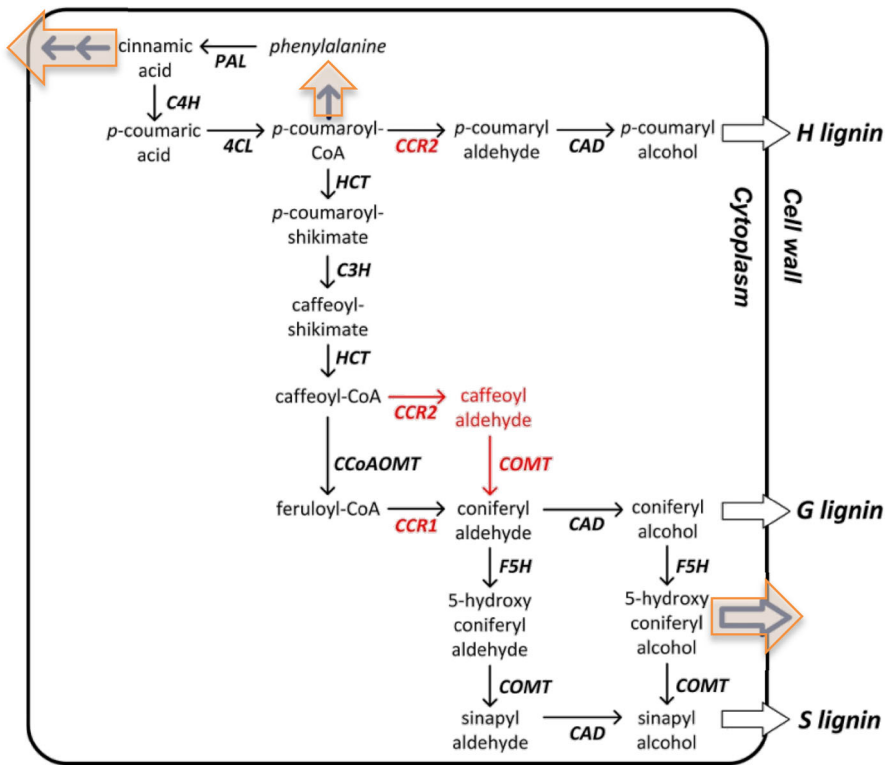 cinnamic
acid
PAL
phenylalanine
C4H
p-coumaric
acid
4CL
p-coumaroyl-
CoA
CCR2
p-coumaryl
aldehyde
CAD
p-coumaryl
alcohol
H lignin
HCT
p-coumaroyl-
shikimate
Cytoplasm
Cell wall
C3H
caffeoyl-
shikimate
HCT
caffeoyl-CoA
CCR2
caffeoyl
aldehyde
CCoAOMT
COMT
feruloyl-CoA
CCR1
coniferyl
aldehyde
CAD
coniferyl
alcohol
G lignin
F5H
F5H
5-hydroxy
coniferyl
aldehyde
5-hydroxy
coniferyl
alcohol
COMT
COMT
sinapyl
aldehyde
CAD
sinapyl
alcohol
S lignin